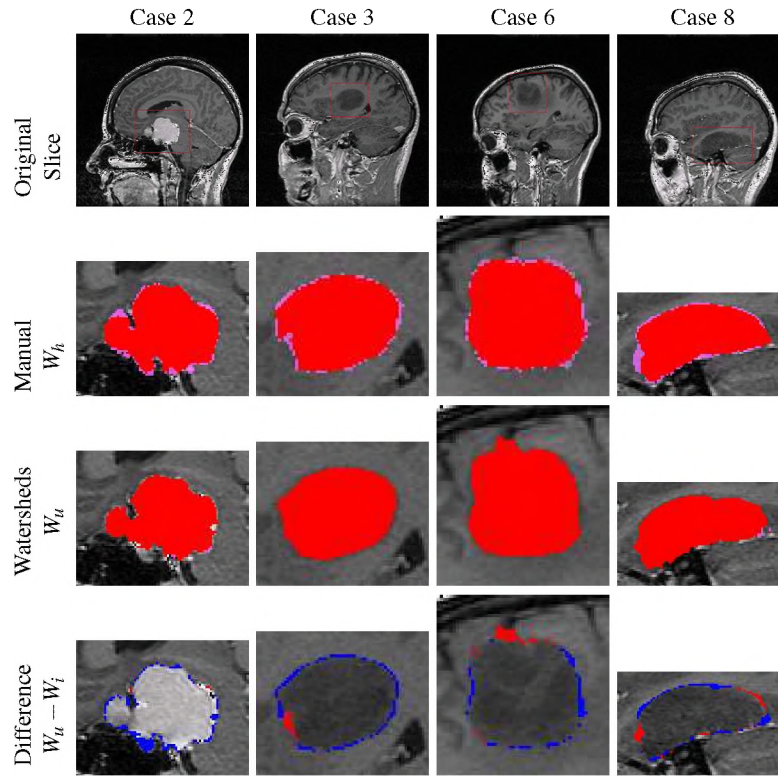 Case 2 Case 3 Case 6 Case 8
Original
Slice
Manual
W_h
Watersheds
W_u
Difference
W_u − W_i